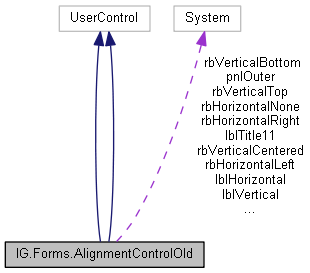 UserControl
System
rbVerticalBottom
pnlOuter
rbVerticalTop
rbHorizontalNone
rbHorizontalRight
lblTitle11
rbVerticalCentered
rbHorizontalLeft
lblHorizontal
lblVertical
...
IG.Forms.AlignmentControlOld